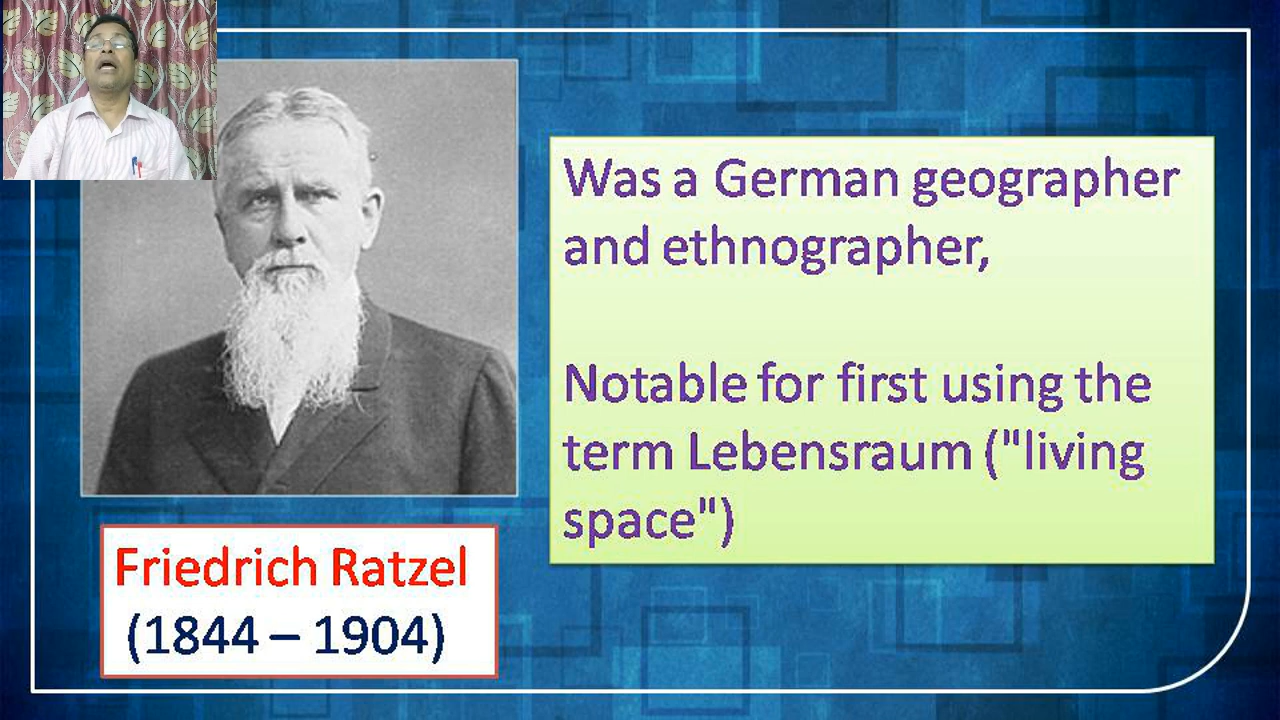 Was a German geographer
and ethnographer,
Notable for first using the
term Lebensraum ("living
space")
Friedrich Ratzel
(1844 – 1904)